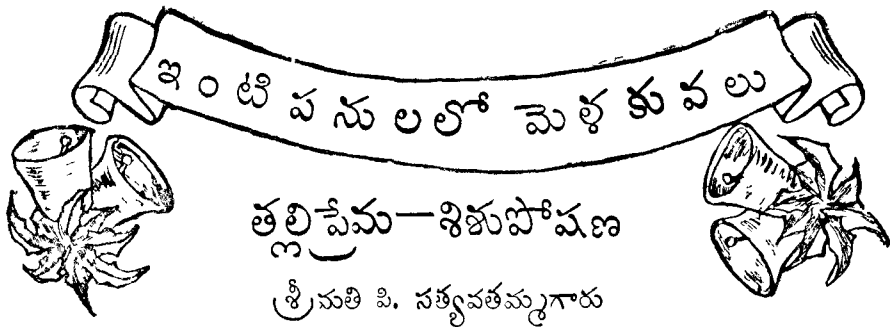 ఇంటి పనులలో మెళకువలు
తల్లిప్రేమ—శిశుపోషణ
శ్రీమతి పి. సత్యవతమ్మగారు